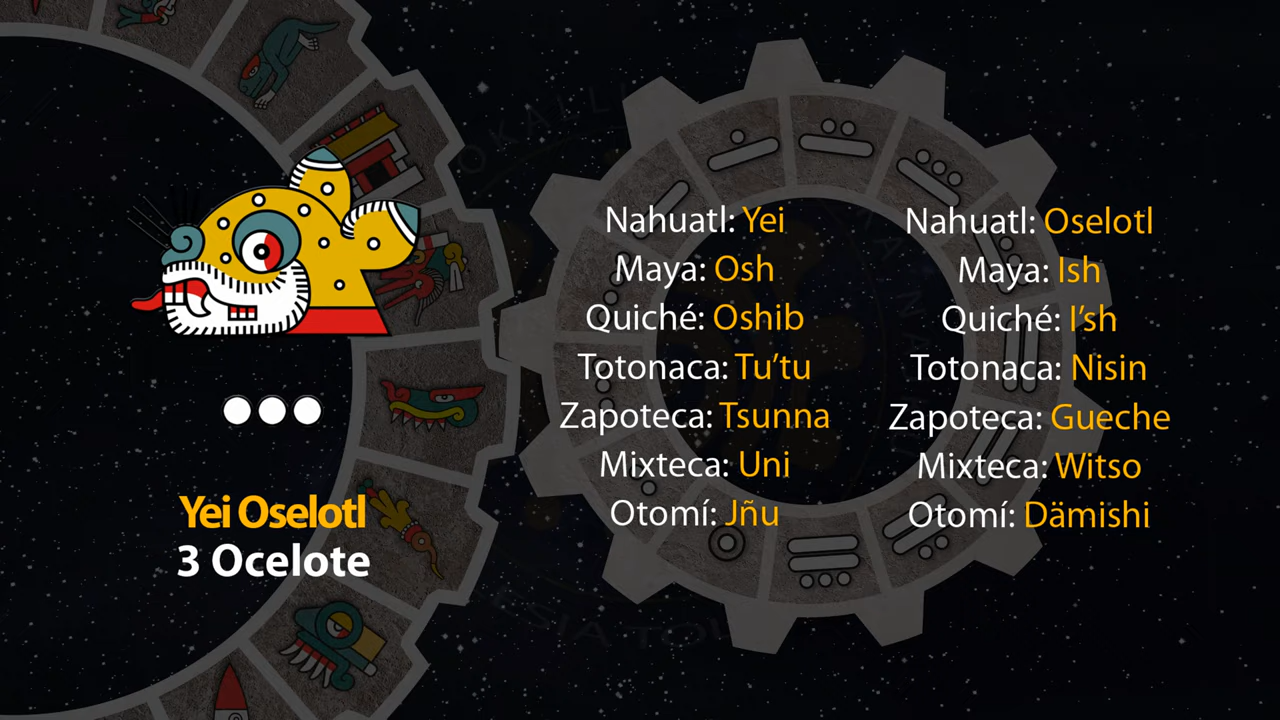 Nahuatl: Yei
Maya: Osh
Quiché: Oshib
Totonaca: Tu’tu
Zapoteca: Tsunna
Mixteca: Uni
Otomí: Jñu
Nahuatl: Oselotl
Maya: Ish
Quiché: I’sh
Totonaca: Nisin
Zapoteca: Gueche
Mixteca: Witso
Otomí: Dämishi
Yei Oselotl
3 Ocelote